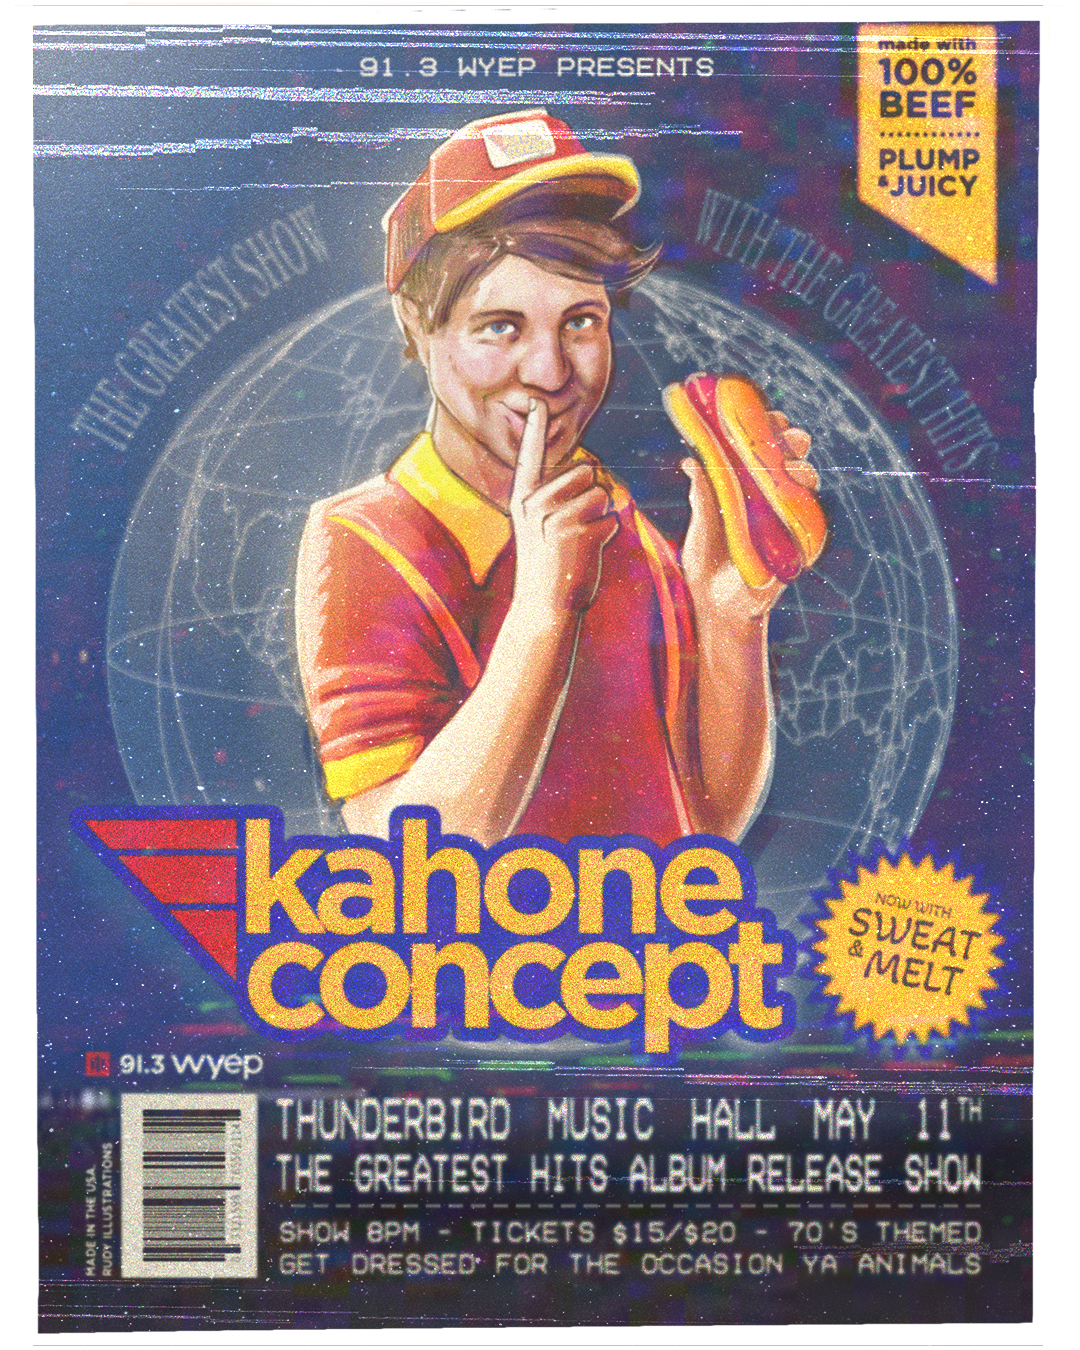 91.3 WYEP PRESENTS
made with
100%
BEEF
PLUMP
&JUICY
THE GREATEST SHOW
WITH THE GREATEST HITS
kahone
concept
NOW WITH
SWEAT
&
MELT
91.3 wyep
MADE IN THE USA.
RUDY ILLUSTRATIONS
THUNDERBIRD MUSIC HALL MAY 11TH
THE GREATEST HITS ALBUM RELEASE SHOW
SHOW 8PM - TICKETS $15/$20 - 70'S THEMED
GET DRESSED FOR THE OCCASION YA ANIMALS